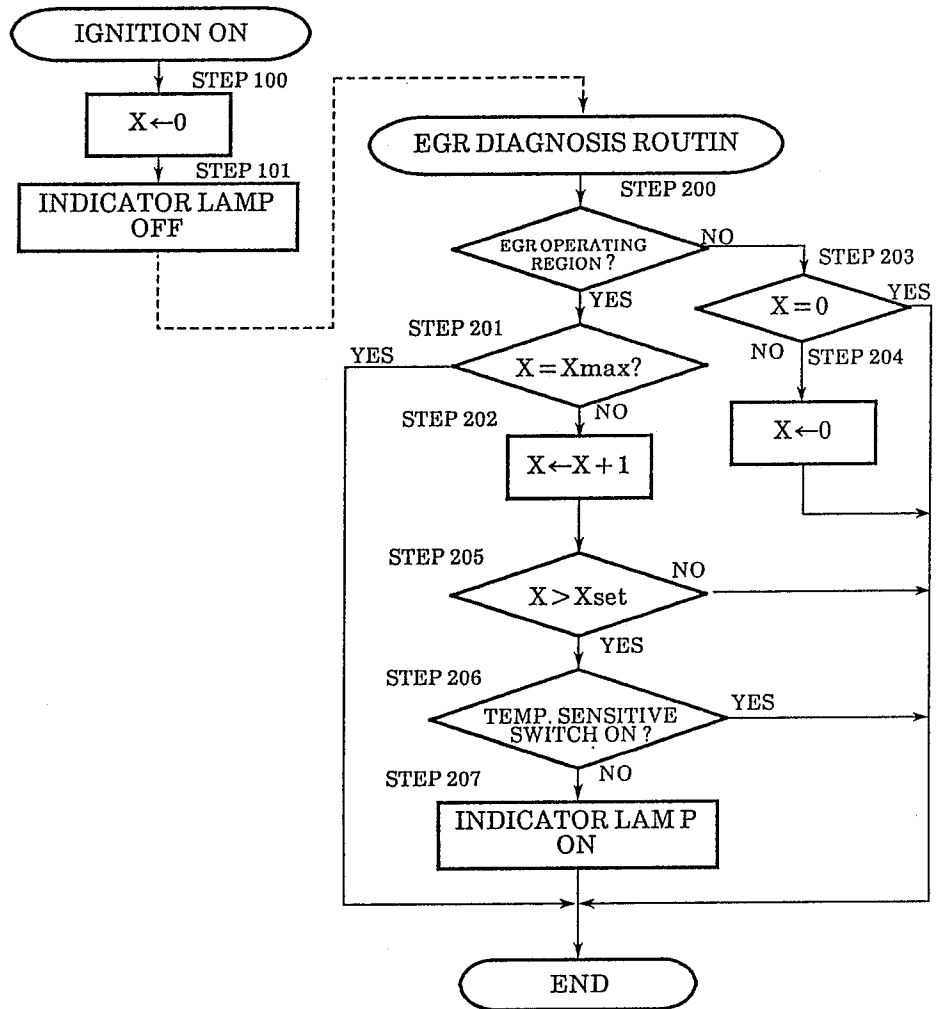 IGNITION ON
STEP 100
X←0
STEP 101
INDICATOR LAMP
OFF
EGR DIAGNOSIS ROUTIN
STEP 200
EGR OPERATING
REGION?
NO
YES
STEP 203
X=0
YES
NO
STEP 204
X←0
STEP 201
YES
X=Xmax?
NO
STEP 202
X←X+1
STEP 205
X>Xset
NO
YES
STEP 206
TEMP. SENSITIVE
SWITCH ON?
YES
NO
STEP 207
INDICATOR LAMP
ON
END